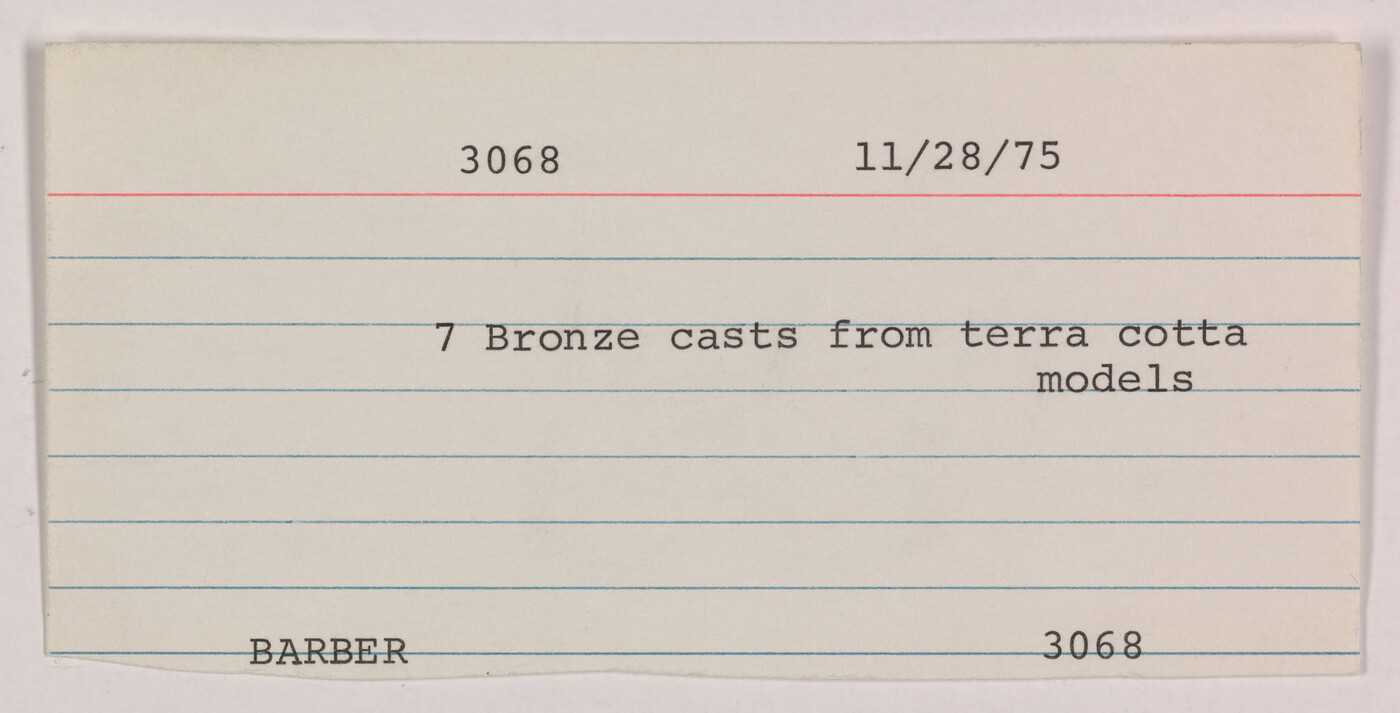 3068 11/28/75
7 Bronze casts from terra cotta
models
BARBER 3068